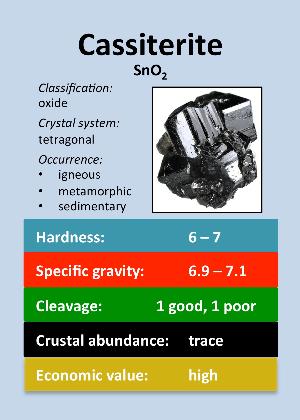 Cassiterite
SnO₂
Classification:
oxide
Crystal system:
tetragonal
Occurrence:
• igneous
• metamorphic
• sedimentary
Hardness: 6 – 7
Specific gravity: 6.9 – 7.1
Cleavage: 1 good, 1 poor
Crustal abundance: trace
Economic value: high